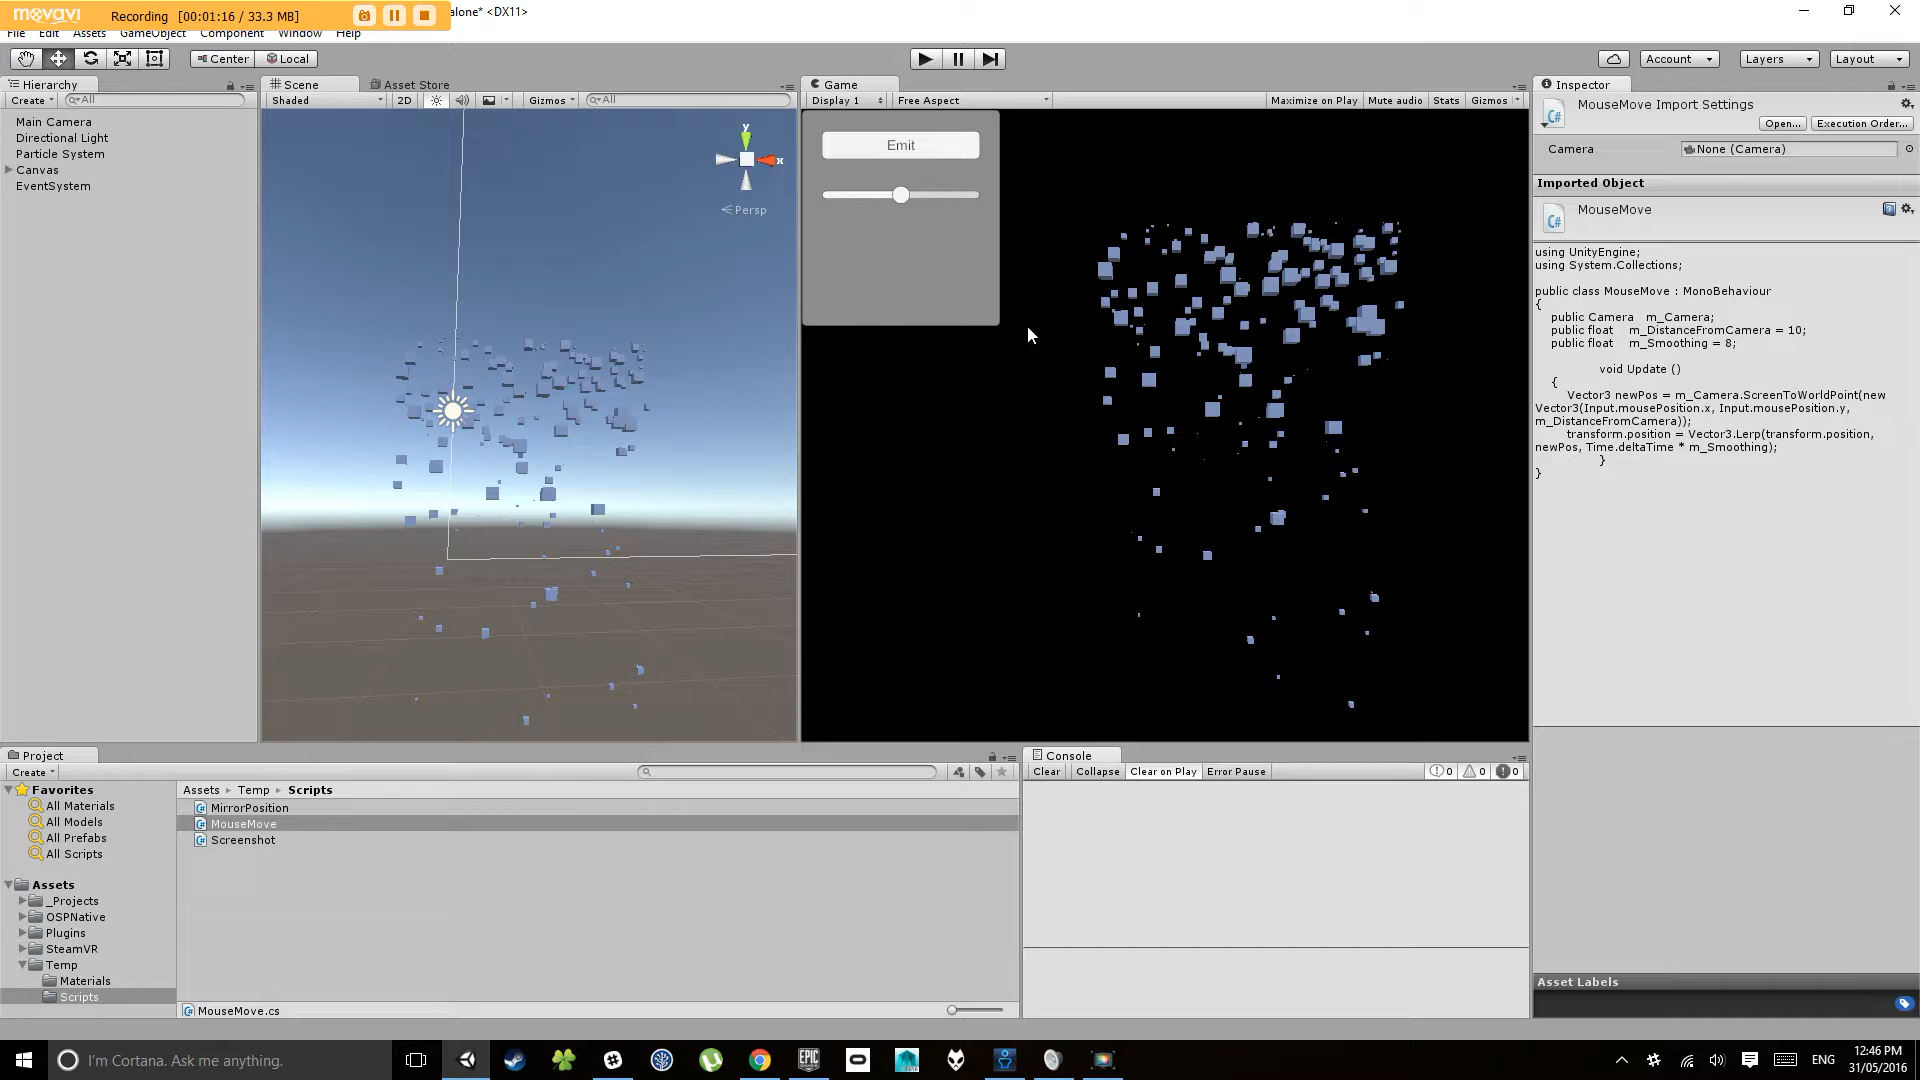 movavi
Recording [00:01:16 / 33.3 MB]
alone* <DX11>
File Edit Assets GameObject Component Window Help
Center Local
Account Layers Layout
Hierarchy
Create All
Main Camera
Directional Light
Particle System
Canvas
EventSystem
Scene Asset Store
Shaded 2D Gizmos All
y
x
Persp
Game
Display 1 Free Aspect Maximize on Play Mute audio Stats Gizmos
Emit
Inspector
MouseMove Import Settings
Open... Execution Order...
Camera None (Camera)
Imported Object
MouseMove
using UnityEngine;
using System.Collections;
public class MouseMove : MonoBehaviour
{
public Camera m_Camera;
public float m_DistanceFromCamera = 10;
public float m_Smoothing = 8;
void Update ()
{
Vector3 newPos = m_Camera.ScreenToWorldPoint(new
Vector3(Input.mousePosition.x, Input.mousePosition.y,
m_DistanceFromCamera));
transform.position = Vector3.Lerp(transform.position,
newPos, Time.deltaTime * m_Smoothing);
}
}
Asset Labels
Project
Create
Favorites
All Materials
All Models
All Prefabs
All Scripts
Assets
_Projects
OSPNative
Plugins
SteamVR
Temp
Materials
Scripts
Assets Temp Scripts
MirrorPosition
MouseMove
Screenshot
MouseMove.cs
Console
Clear Collapse Clear on Play Error Pause 0 0 0
I'm Cortana. Ask me anything.
EPIC
ENG
12:46 PM
31/05/2016